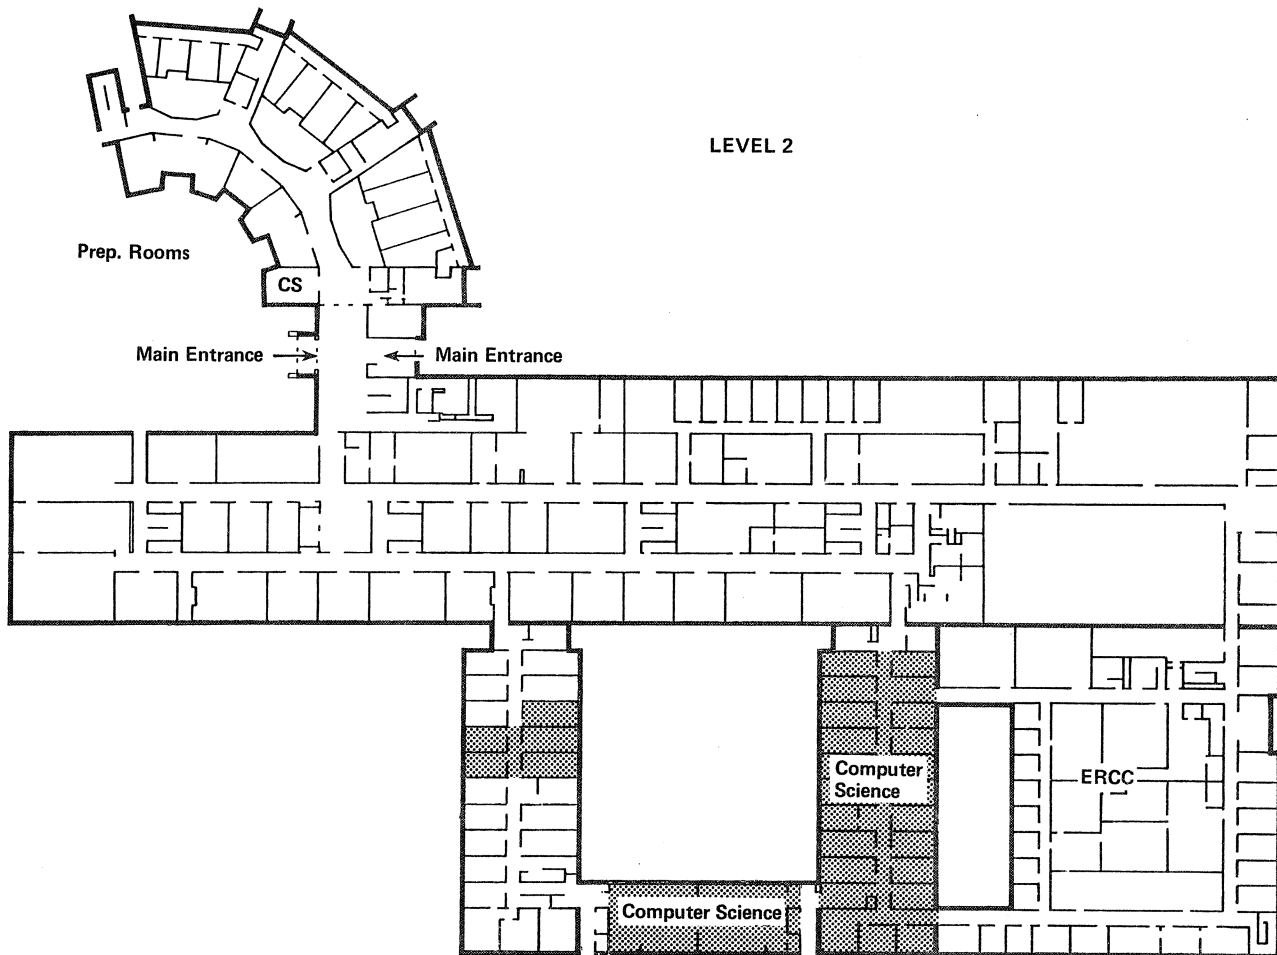 LEVEL 2
Prep. Rooms
CS
Main Entrance
Main Entrance
Computer
Science
ERCC
Computer Science